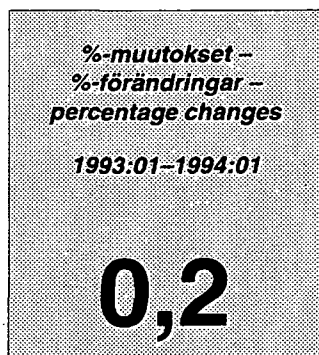 %-muutokset –
%-förändringar –
percentage changes
1993:01–1994:01
0,2